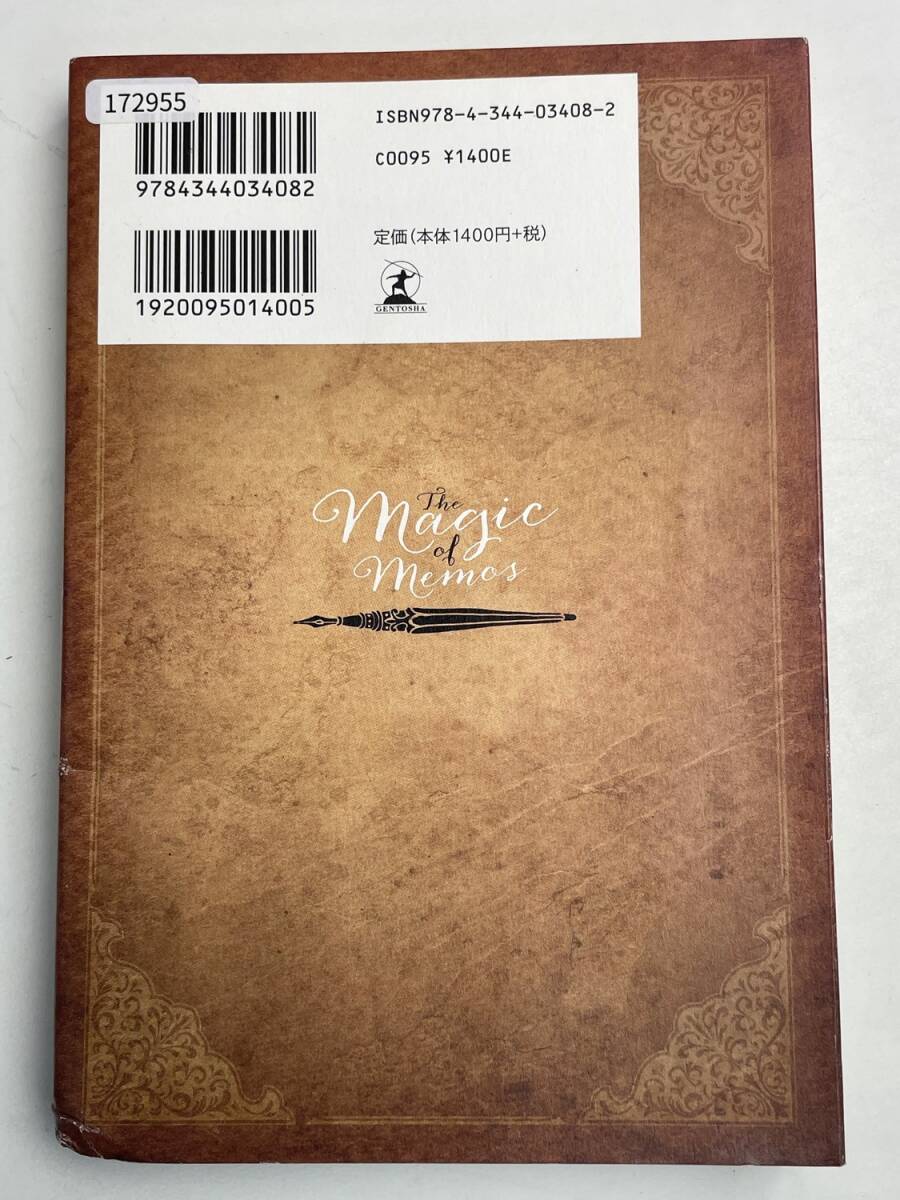 172955
ISBN978-4-344-03408-2
9784344034082
C0095 ¥1400E
定価(本体1400円+税)
1920095014005
GENTOSHA
The
Magic
of
Memos